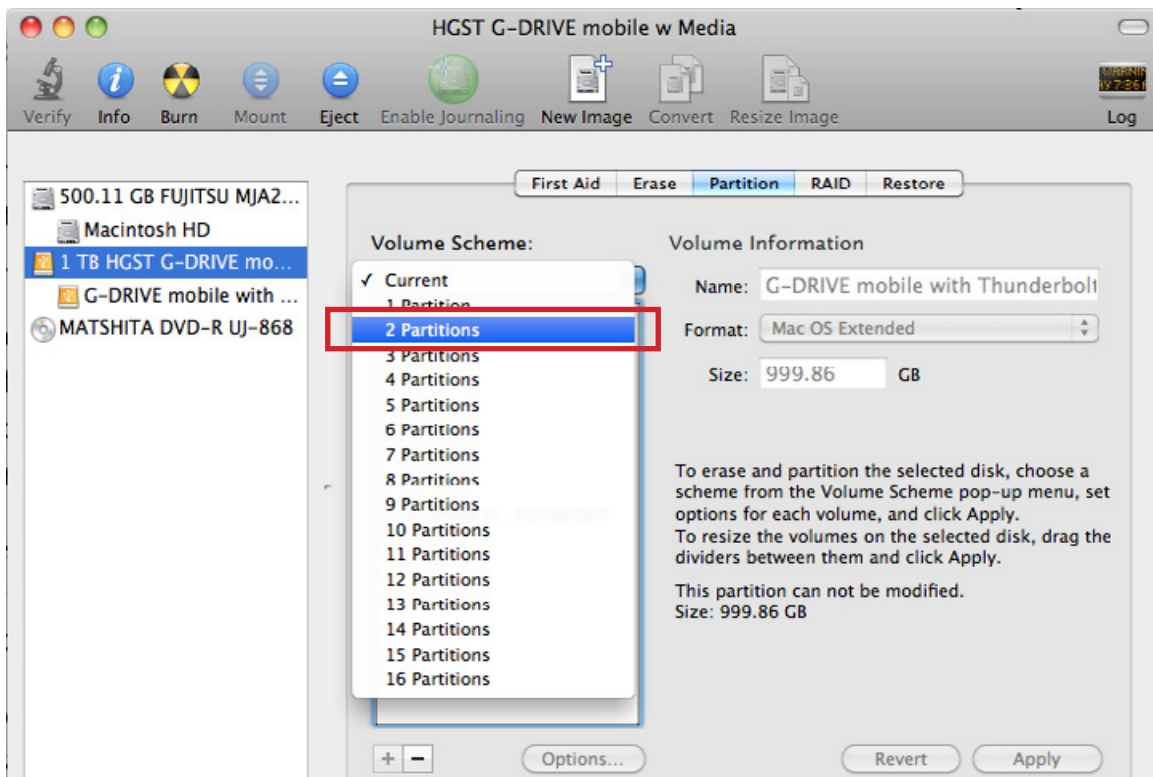 HGST G-DRIVE mobile w Media
Verify Info Burn Mount Eject Enable Journaling New Image Convert Resize Image Log
First Aid Erase Partition RAID Restore
500.11 GB FUJITSU MJA2...
Macintosh HD
1 TB HGST G-DRIVE mo...
G-DRIVE mobile with ...
MATSHITA DVD-R UJ-868
Volume Scheme:
✓ Current
1 Partition
2 Partitions
3 Partitions
4 Partitions
5 Partitions
6 Partitions
7 Partitions
8 Partitions
9 Partitions
10 Partitions
11 Partitions
12 Partitions
13 Partitions
14 Partitions
15 Partitions
16 Partitions
+ − Options...
Volume Information
Name: G-DRIVE mobile with Thunderbolt
Format: Mac OS Extended
Size: 999.86 GB
To erase and partition the selected disk, choose a
scheme from the Volume Scheme pop-up menu, set
options for each volume, and click Apply.
To resize the volumes on the selected disk, drag the
dividers between them and click Apply.
This partition can not be modified.
Size: 999.86 GB
Revert Apply